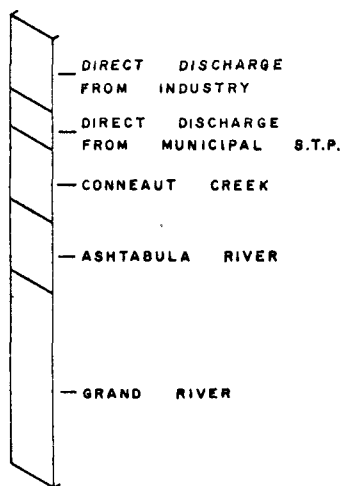 DIRECT DISCHARGE
FROM INDUSTRY
DIRECT DISCHARGE
FROM MUNICIPAL S.T.P.
CONNEAUT CREEK
ASHTABULA RIVER
GRAND RIVER